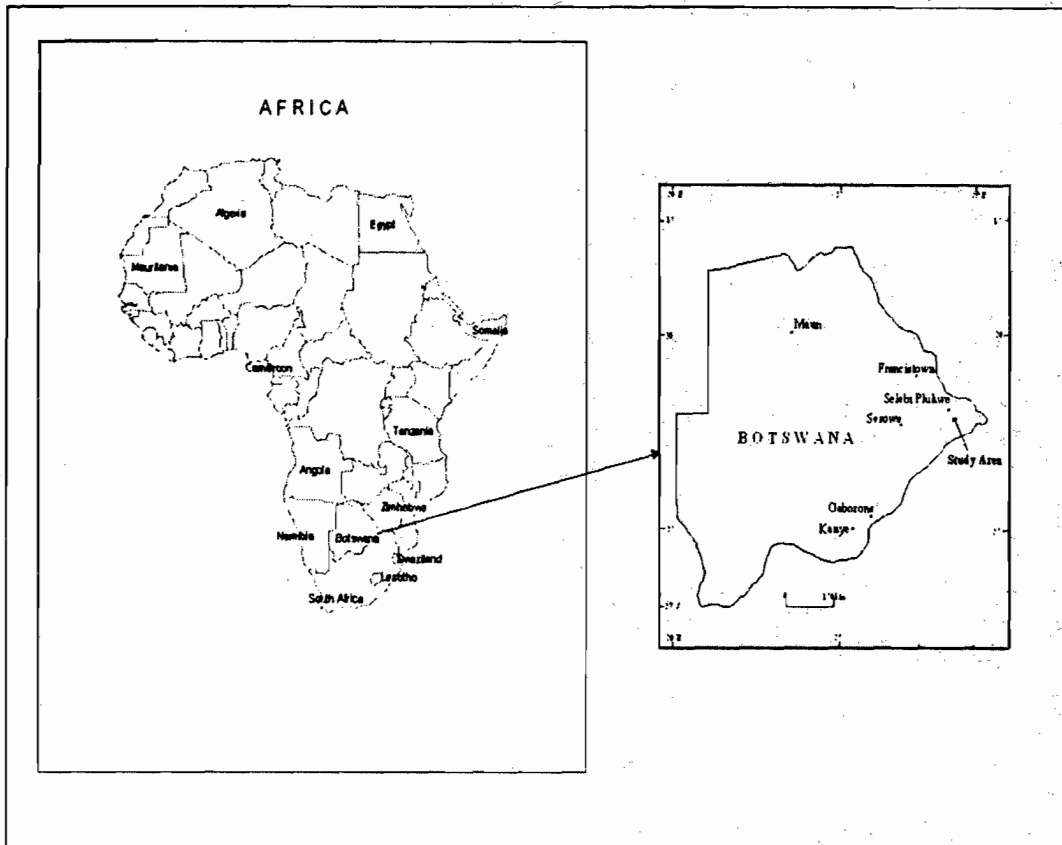 AFRICA
Algeria
Egypt
Mauritania
Somalia
Cameroon
Tanzania
Angola
Zimbabwe
Namibia
Botswana
Swaziland
Lesotho
South Africa
Maun
Francistown
Selebi Phikwe
Serowe
BOTSWANA
Study Area
Gaborone
Kanye